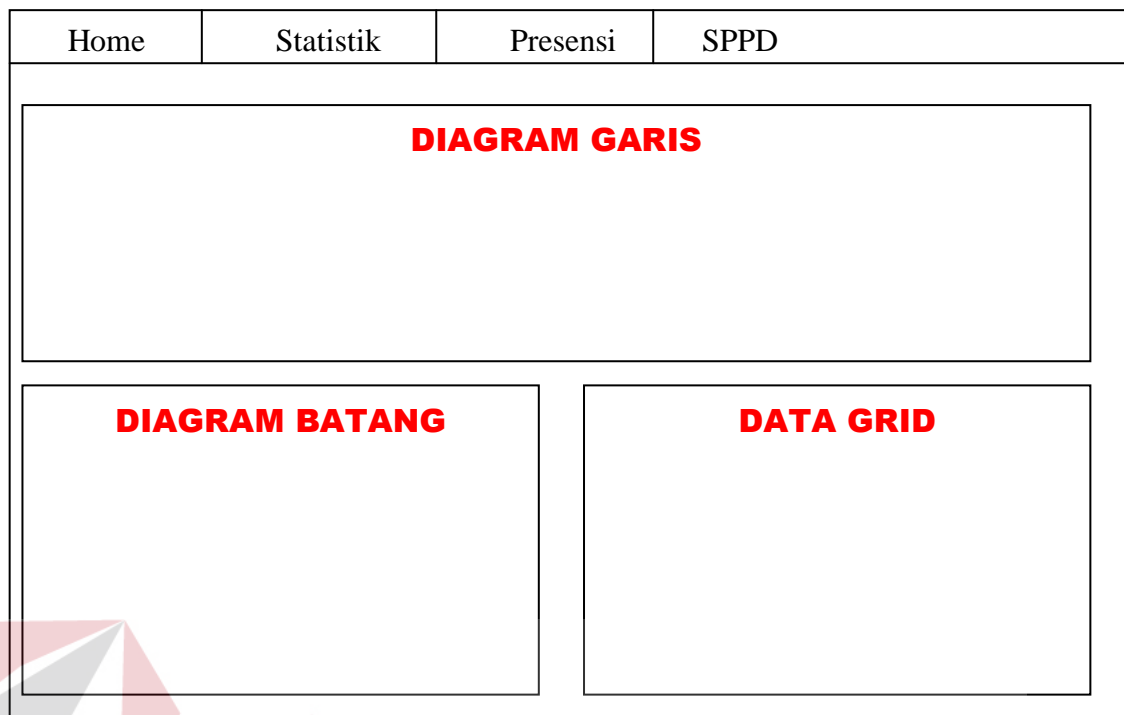 Home Statistik Presensi SPPD
DIAGRAM GARIS
DIAGRAM BATANG DATA GRID